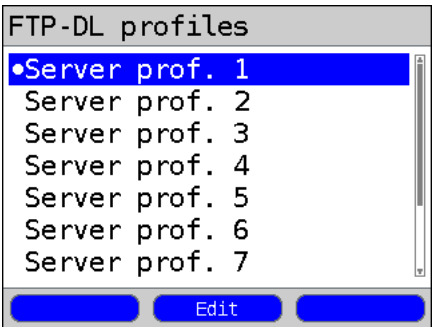 FTP-DL profiles
•Server prof. 1
Server prof. 2
Server prof. 3
Server prof. 4
Server prof. 5
Server prof. 6
Server prof. 7
Edit